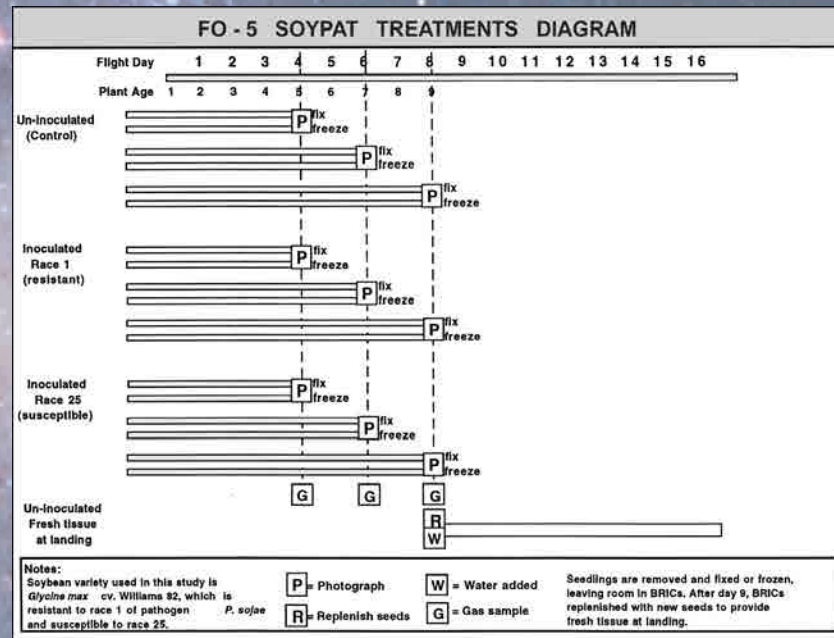 FO - 5 SOYPAT TREATMENTS DIAGRAM
Flight Day 1 2 3 4 5 6 7 8 9 10 11 12 13 14 15 16
Plant Age 1 2 3 4 5 6 7 8 9
Un-inoculated
(Control)
P fix
freeze
P fix
freeze
P fix
freeze
Inoculated
Race 1
(resistant)
P fix
freeze
P fix
freeze
P fix
freeze
Inoculated
Race 25
(susceptible)
P fix
freeze
P fix
freeze
P fix
freeze
G G G
Un-inoculated
Fresh tissue
at landing
R
W
Notes:
Soybean variety used in this study is
Glycine max cv. Williams 82, which is
resistant to race 1 of pathogen P. sojae
and susceptible to race 25.
P = Photograph
R = Replenish seeds
W = Water added
G = Gas sample
Seedlings are removed and fixed or frozen,
leaving room in BRICs. After day 9, BRICs
replenished with new seeds to provide
fresh tissue at landing.